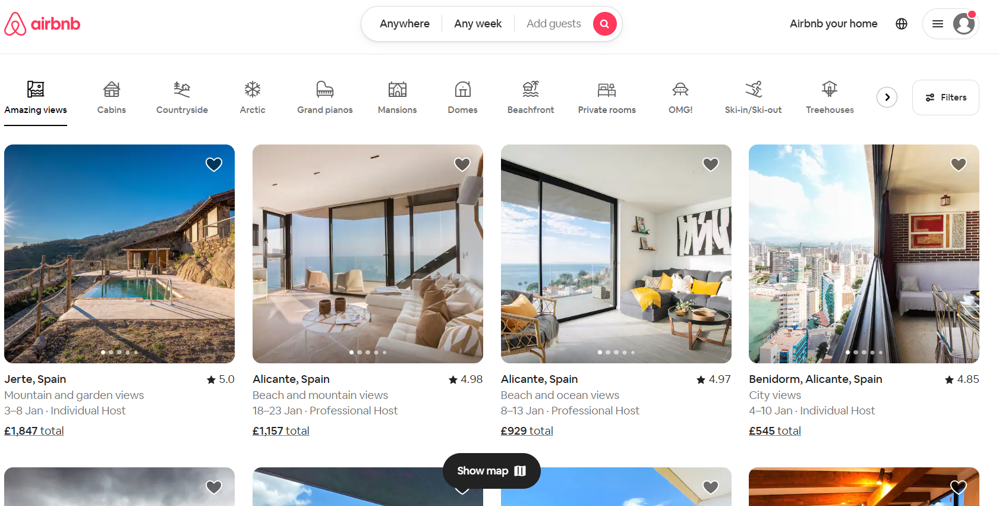 airbnb
Anywhere Any week Add guests
Airbnb your home
Amazing views Cabins Countryside Arctic Grand pianos Mansions Domes Beachfront Private rooms OMG! Ski-in/Ski-out Treehouses
Filters
Jerte, Spain 5.0
Mountain and garden views
3–8 Jan · Individual Host
£1,847 total
Alicante, Spain 4.98
Beach and mountain views
18–23 Jan · Professional Host
£1,157 total
Alicante, Spain 4.97
Beach and ocean views
8–13 Jan · Professional Host
£929 total
Benidorm, Alicante, Spain 4.85
City views
4–10 Jan · Individual Host
£545 total
Show map